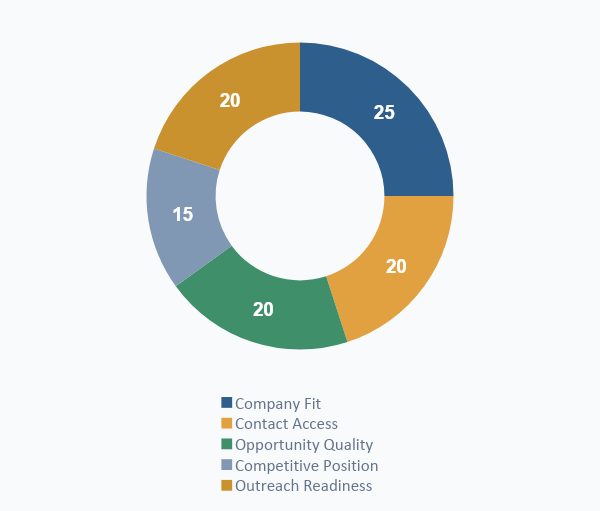 20
25
15
20
20
Company Fit
Contact Access
Opportunity Quality
Competitive Position
Outreach Readiness